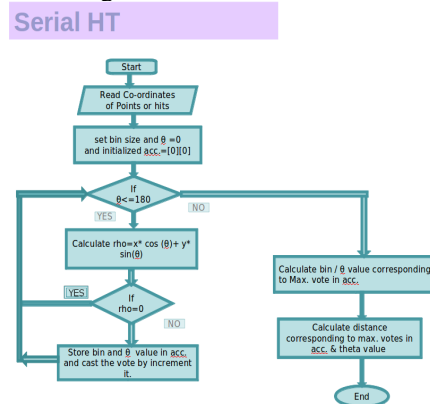 Serial HT
Start
Read Co-ordinates
of Points or hits
set bin size and θ =0
and initialized acc.=[0][0]
If
θ<=180
NO
YES
Calculate rho=x* cos (θ)+ y*
sin(θ)
Calculate bin / θ value corresponding
to Max. vote in acc.
YES
If
rho=0
NO
Calculate distance
corresponding to max. votes in
acc. & theta value
Store bin and θ value in acc.
and cast the vote by increment
it.
End